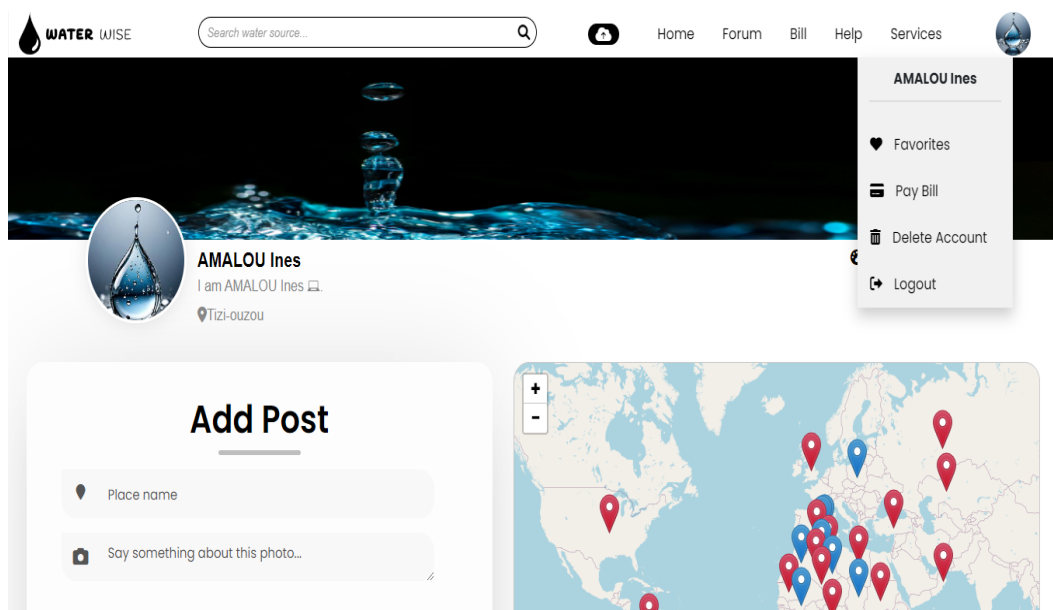 WATER WISE
Search water source...
Home Forum Bill Help Services
AMALOU Ines
Favorites
Pay Bill
Delete Account
Logout
AMALOU Ines
I am AMALOU Ines 💻.
Tizi-ouzou
Add Post
Place name
Say something about this photo...
+
-